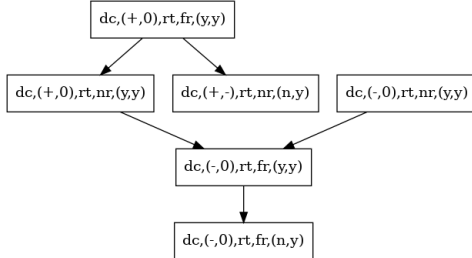 dc,(+,0),rt,fr,(y,y)
dc,(+,0),rt,nr,(y,y)
dc,(+,-),rt,nr,(n,y)
dc,(-,0),rt,nr,(y,y)
dc,(-,0),rt,fr,(y,y)
dc,(-,0),rt,fr,(n,y)